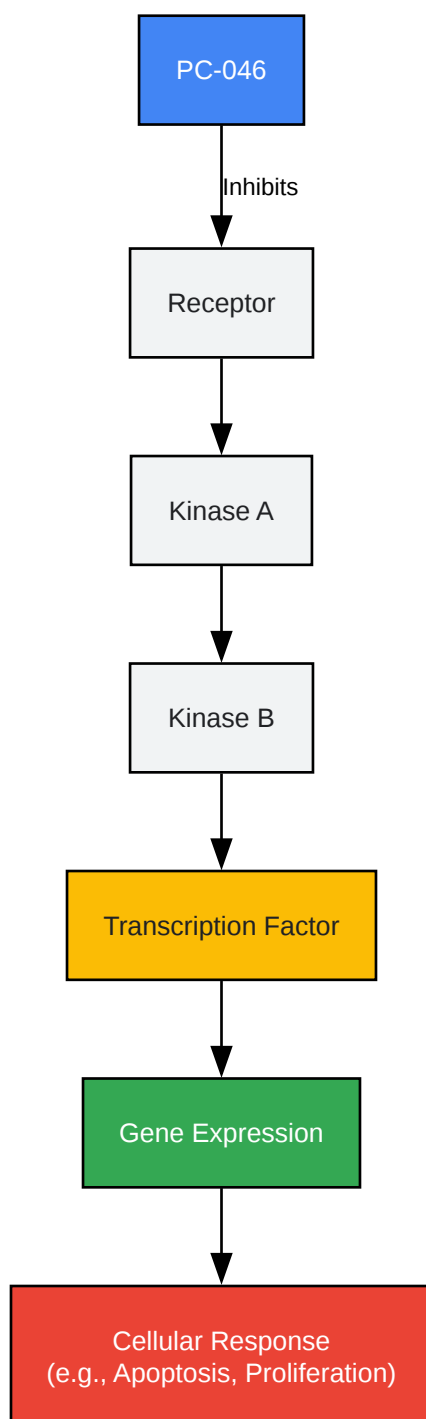 PC-046
Inhibits
Receptor
Kinase A
Kinase B
Transcription Factor
Gene Expression
Cellular Response
(e.g., Apoptosis, Proliferation)